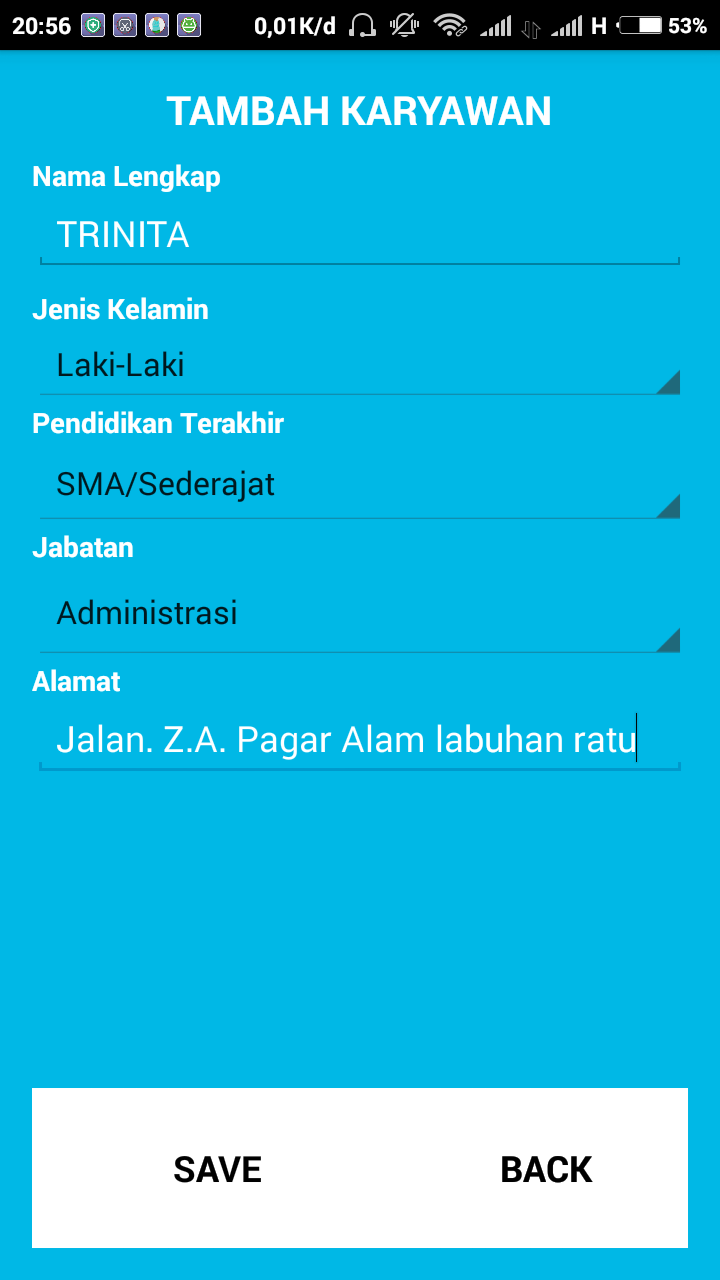 20:56 0,01K/d H 53%
TAMBAH KARYAWAN
Nama Lengkap
TRINITA
Jenis Kelamin
Laki-Laki
Pendidikan Terakhir
SMA/Sederajat
Jabatan
Administrasi
Alamat
Jalan. Z.A. Pagar Alam labuhan ratu
SAVE BACK